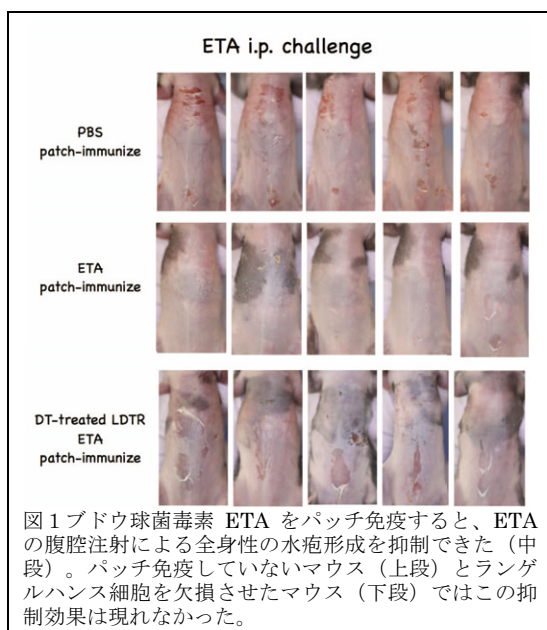 ETA i.p. challenge
PBS
patch-immunize
ETA
patch-immunize
DT-treated LDTR
ETA
patch-immunize
図1ブドウ球菌毒素 ETA をパッチ免疫すると、ETA
の腹腔注射による全身性の水疱形成を抑制できた（中
段）。パッチ免疫していないマウス（上段）とランゲ
ルハンス細胞を欠損させたマウス（下段）ではこの抑
制効果は現れなかった。